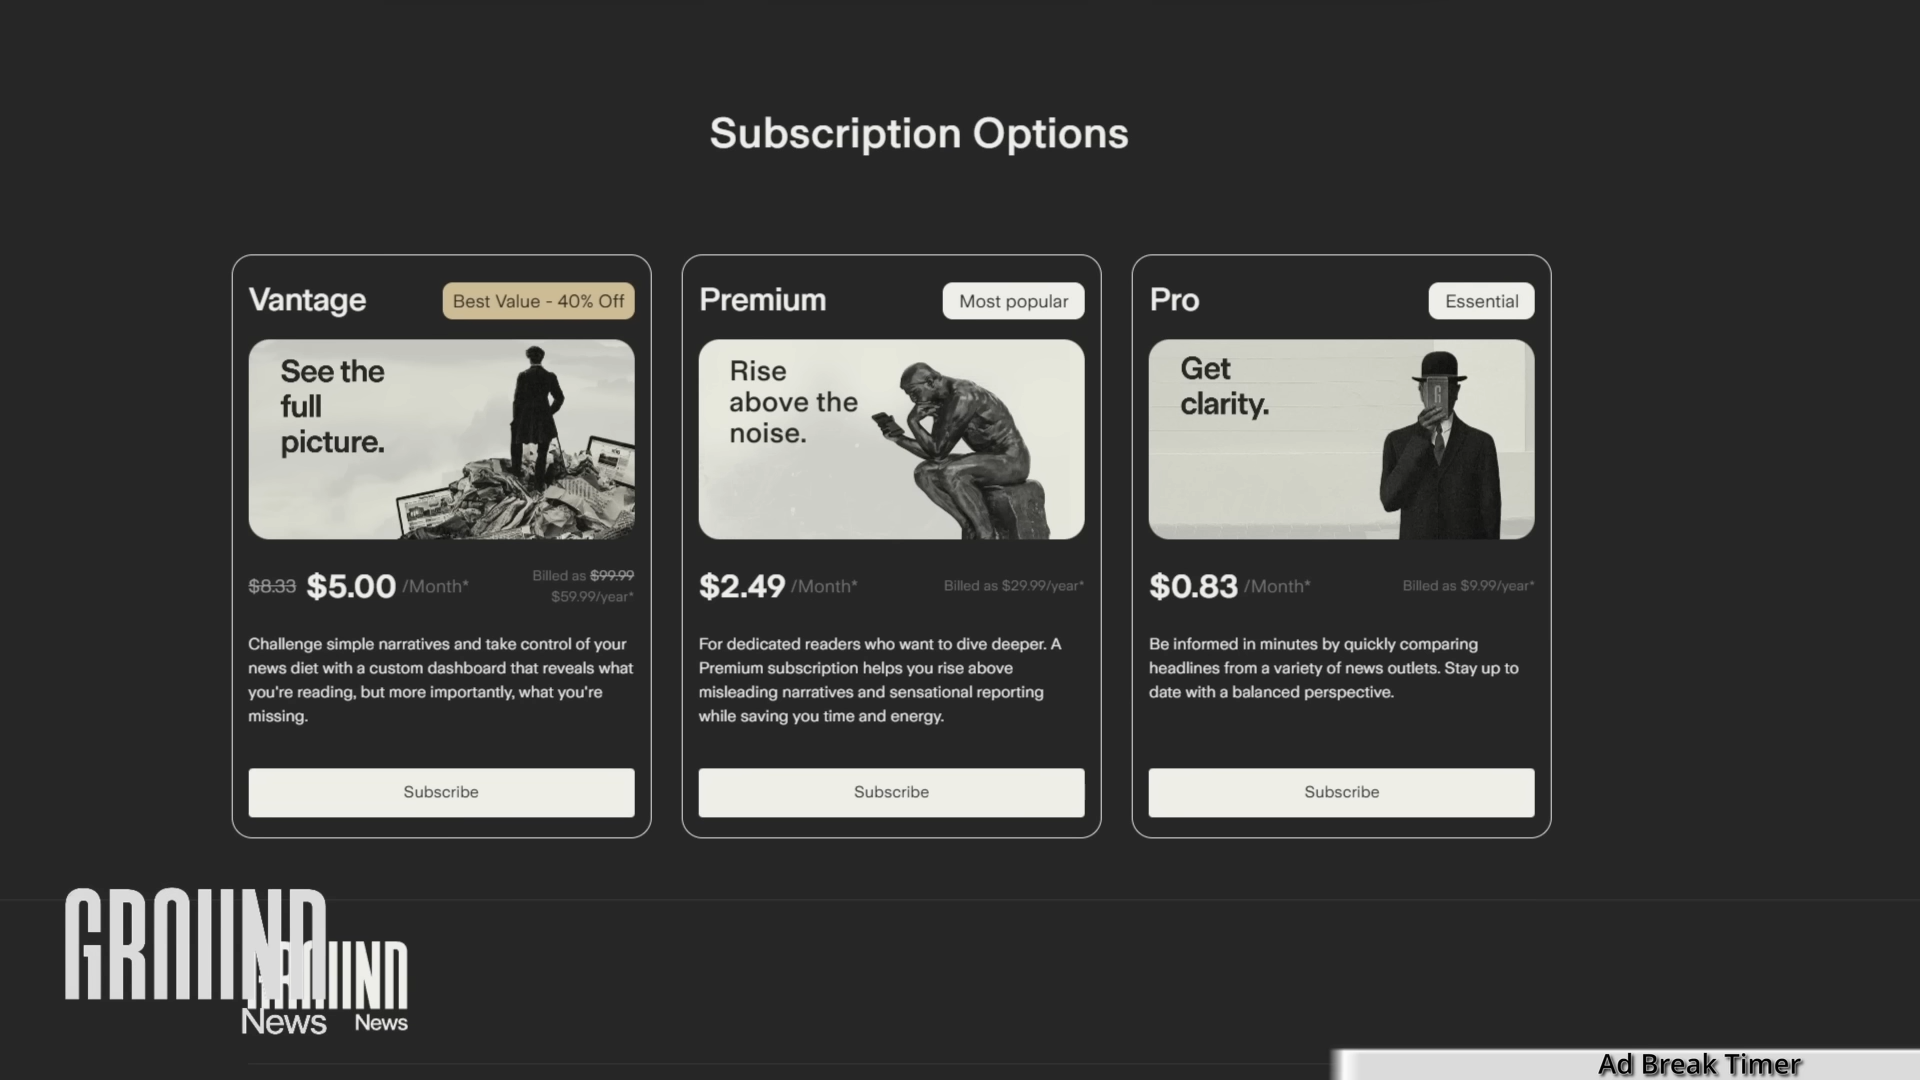 Subscription Options
Vantage
Best Value - 40% Off
See the
full
picture.
$8.33 $5.00 /Month*
Billed as $99.99
$59.99/year*
Challenge simple narratives and take control of your
news diet with a custom dashboard that reveals what
you're reading, but more importantly, what you're
missing.
Subscribe
Premium
Most popular
Rise
above the
noise.
$2.49 /Month*
Billed as $29.99/year*
For dedicated readers who want to dive deeper. A
Premium subscription helps you rise above
misleading narratives and sensational reporting
while saving you time and energy.
Subscribe
Pro
Essential
Get
clarity.
G
$0.83 /Month*
Billed as $9.99/year*
Be informed in minutes by quickly comparing
headlines from a variety of news outlets. Stay up to
date with a balanced perspective.
Subscribe
GROUND
News
GROUND
News
Ad Break Timer